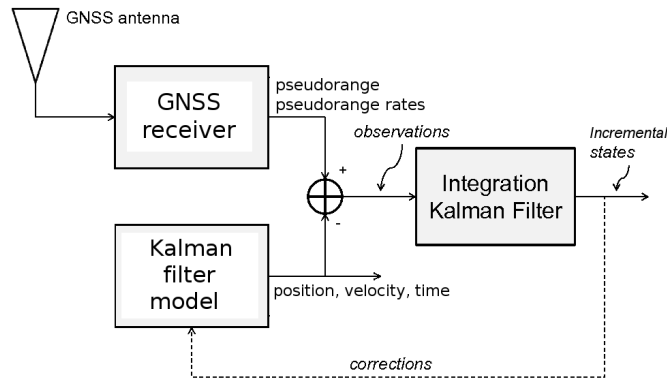 GNSS antenna
GNSS
receiver
pseudorange
pseudorange rates
observations
Incremental
states
+
Integration
Kalman Filter
-
Kalman
filter
model
position, velocity, time
corrections